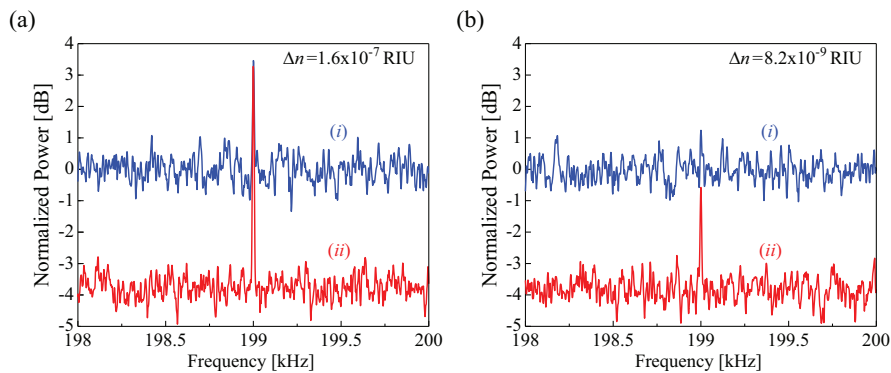 (a)
Δn=1.6x10⁻⁷ RIU
(i)
(ii)
Normalized Power [dB]
4
3
2
1
0
-1
-2
-3
-4
-5
198
198.5
199
199.5
200
Frequency [kHz]
(b)
Δn=8.2x10⁻⁹ RIU
(i)
(ii)
Normalized Power [dB]
4
3
2
1
0
-1
-2
-3
-4
-5
198
198.5
199
199.5
200
Frequency [kHz]